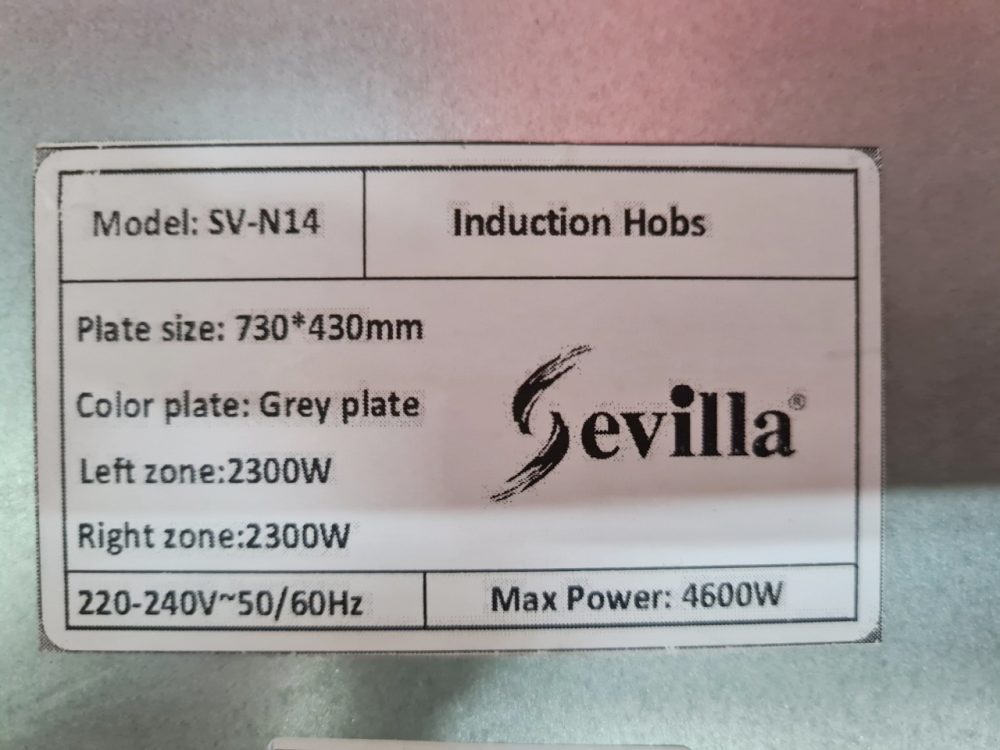 Model: SV-N14
Induction Hobs
Plate size: 730*430mm
Color plate: Grey plate
Left zone:2300W
Right zone:2300W
Sevilla®
220-240V~50/60Hz
Max Power: 4600W